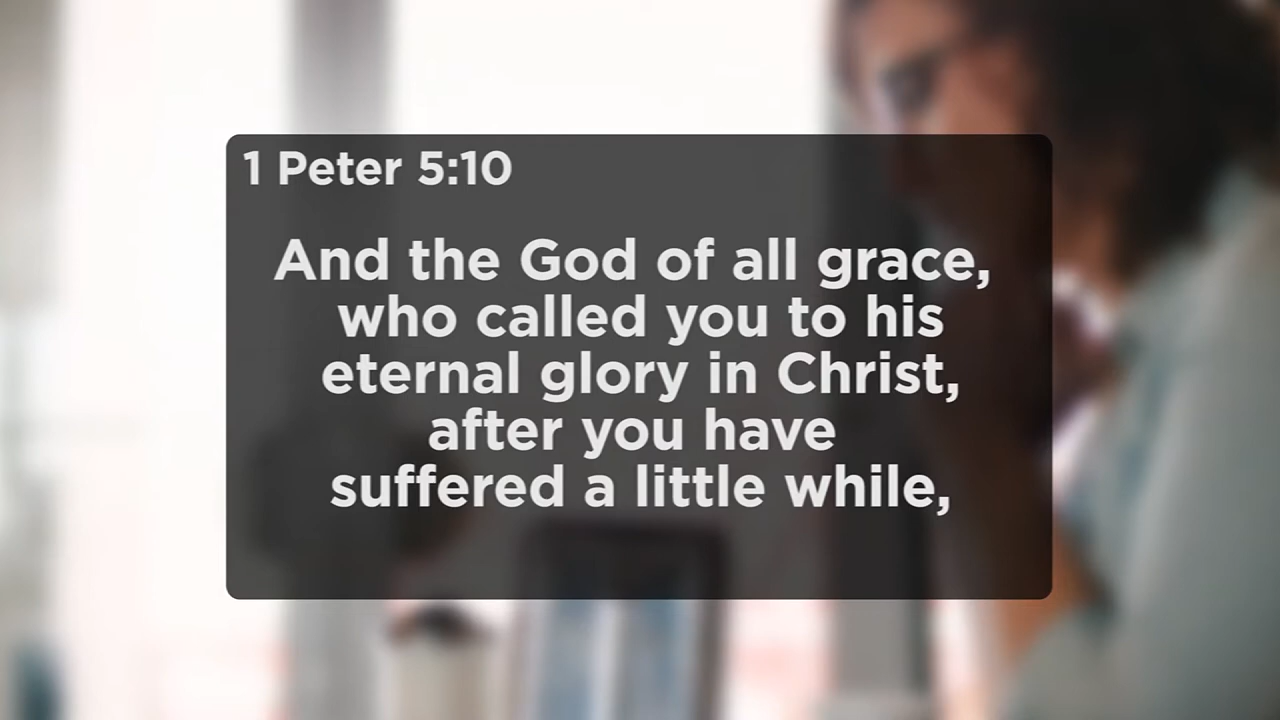 1 Peter 5:10
And the God of all grace,
who called you to his
eternal glory in Christ,
after you have
suffered a little while,